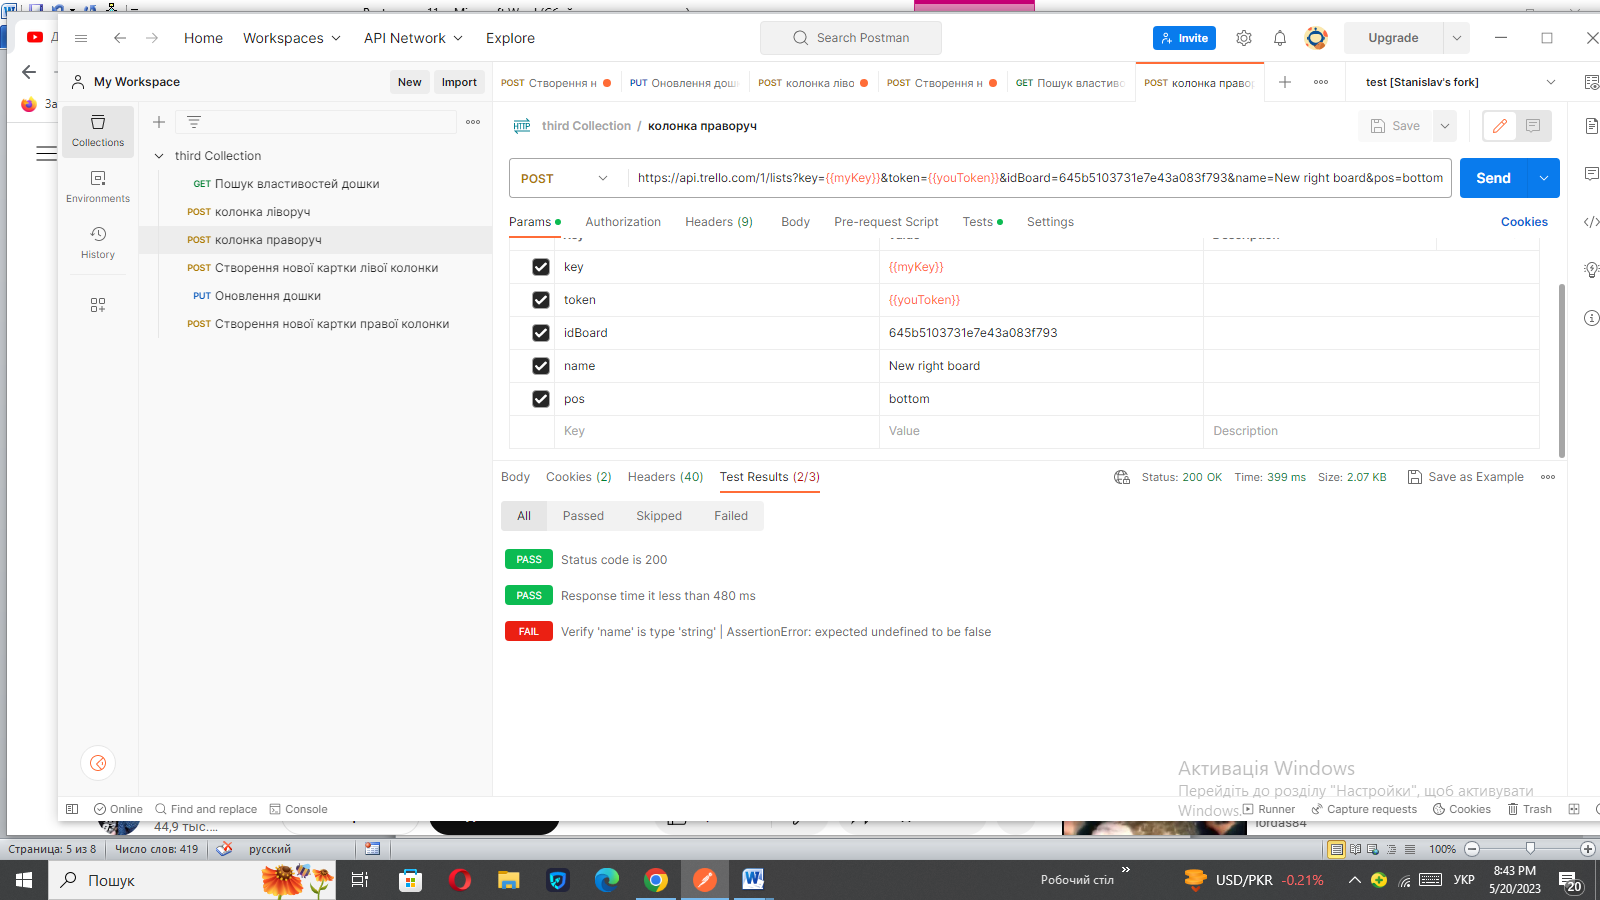 Home
Workspaces
API Network
Explore
Search Postman
Invite
Upgrade
My Workspace
New
Import
POST Створення н
PUT Оновлення дош
POST колонка ліво
POST Створення н
GET Пошук властиво
POST колонка право
test [Stanislav's fork]
За
Collections
Environments
History
third Collection
GET Пошук властивостей дошки
POST колонка ліворуч
POST колонка праворуч
POST Створення нової картки лівої колонки
PUT Оновлення дошки
POST Створення нової картки правої колонки
HTTP
third Collection / колонка праворуч
Save
POST
https://api.trello.com/1/lists?key={{myKey}}&token={{youToken}}&idBoard=645b5103731e7e43a083f793&name=New right board&pos=bottom
Send
Params
Authorization
Headers (9)
Body
Pre-request Script
Tests
Settings
Cookies
key {{myKey}}
token {{youToken}}
idBoard 645b5103731e7e43a083f793
name New right board
pos bottom
Key Value Description
Body
Cookies (2)
Headers (40)
Test Results (2/3)
Status: 200 OK
Time: 399 ms
Size: 2.07 KB
Save as Example
All
Passed
Skipped
Failed
PASS Status code is 200
PASS Response time it less than 480 ms
FAIL Verify 'name' is type 'string' | AssertionError: expected undefined to be false
Активація Windows
Перейдіть до розділу "Настройки", щоб активувати
Windows.
Online
Find and replace
Console
Runner
Capture requests
Cookies
Trash
44,9 тыс....
fordas84
Страница: 5 из 8
Число слов: 419
русский
100%
Пошук
Робочий стіл
USD/PKR -0.21%
УКР
8:43 PM
5/20/2023
20